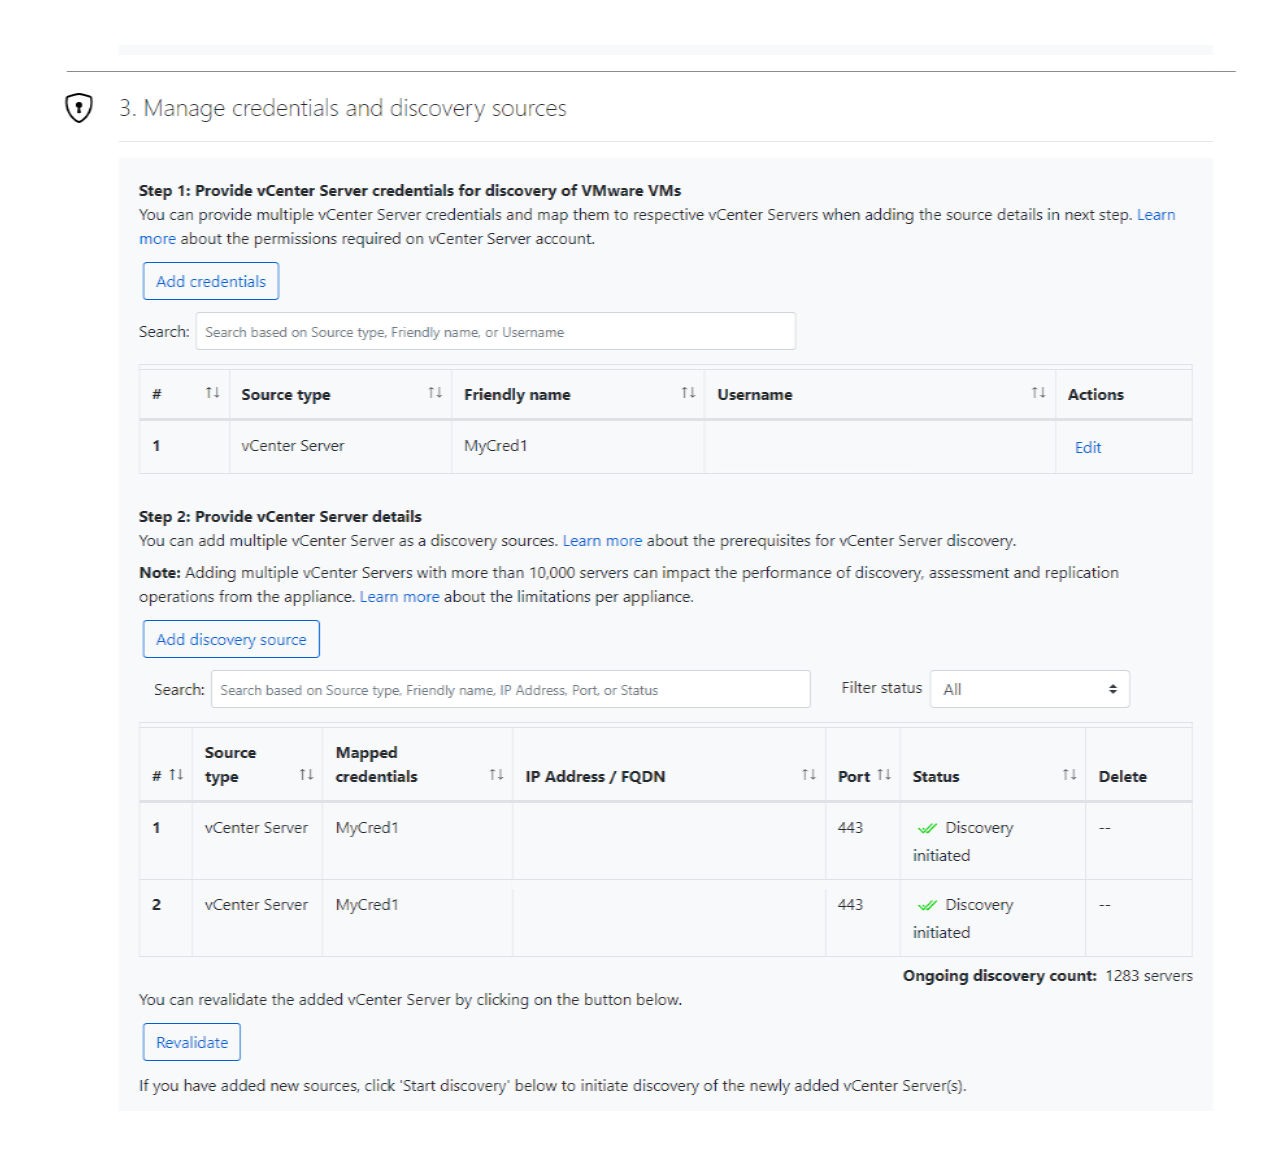 3. Manage credentials and discovery sources
Step 1: Provide vCenter Server credentials for discovery of VMware VMs
You can provide multiple vCenter Server credentials and map them to respective vCenter Servers when adding the source details in next step. Learn
more about the permissions required on vCenter Server account.
Add credentials
Search: Search based on Source type, Friendly name, or Username
# ↑↓ Source type ↑↓ Friendly name ↑↓ Username ↑↓ Actions
1 vCenter Server MyCred1 Edit
Step 2: Provide vCenter Server details
You can add multiple vCenter Server as a discovery sources. Learn more about the prerequisites for vCenter Server discovery.
Note: Adding multiple vCenter Servers with more than 10,000 servers can impact the performance of discovery, assessment and replication
operations from the appliance. Learn more about the limitations per appliance.
Add discovery source
Search: Search based on Source type, Friendly name, IP Address, Port, or Status Filter status All
Source Mapped
# ↑↓ type ↑↓ credentials ↑↓ IP Address / FQDN ↑↓ Port ↑↓ Status ↑↓ Delete
1 vCenter Server MyCred1 443 Discovery --
initiated
2 vCenter Server MyCred1 443 Discovery --
initiated
Ongoing discovery count: 1283 servers
You can revalidate the added vCenter Server by clicking on the button below.
Revalidate
If you have added new sources, click 'Start discovery' below to initiate discovery of the newly added vCenter Server(s).